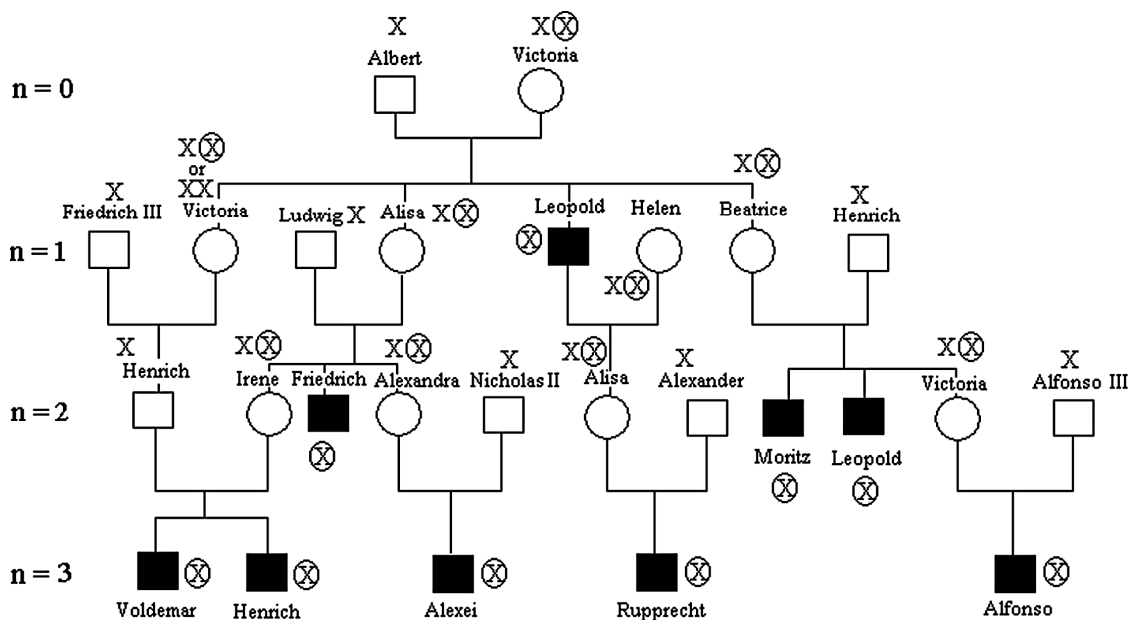 X X Ⓧ
Albert Victoria
n = 0
X Ⓧ
or
XX
X Ⓧ
X X
Friedrich III Victoria Ludwig X Alisa X Ⓧ Leopold Helen Beatrice Henrich
n = 1 Ⓧ
X Ⓧ
X X Ⓧ X Ⓧ X X Ⓧ X X Ⓧ X
Henrich Irene Friedrich Alexandra Nicholas II Alisa Alexander Victoria Alfonso III
n = 2
Ⓧ Moritz Leopold
Ⓧ Ⓧ
n = 3 Ⓧ Ⓧ Ⓧ Ⓧ Ⓧ
Voldemar Henrich Alexei Rupprecht Alfonso